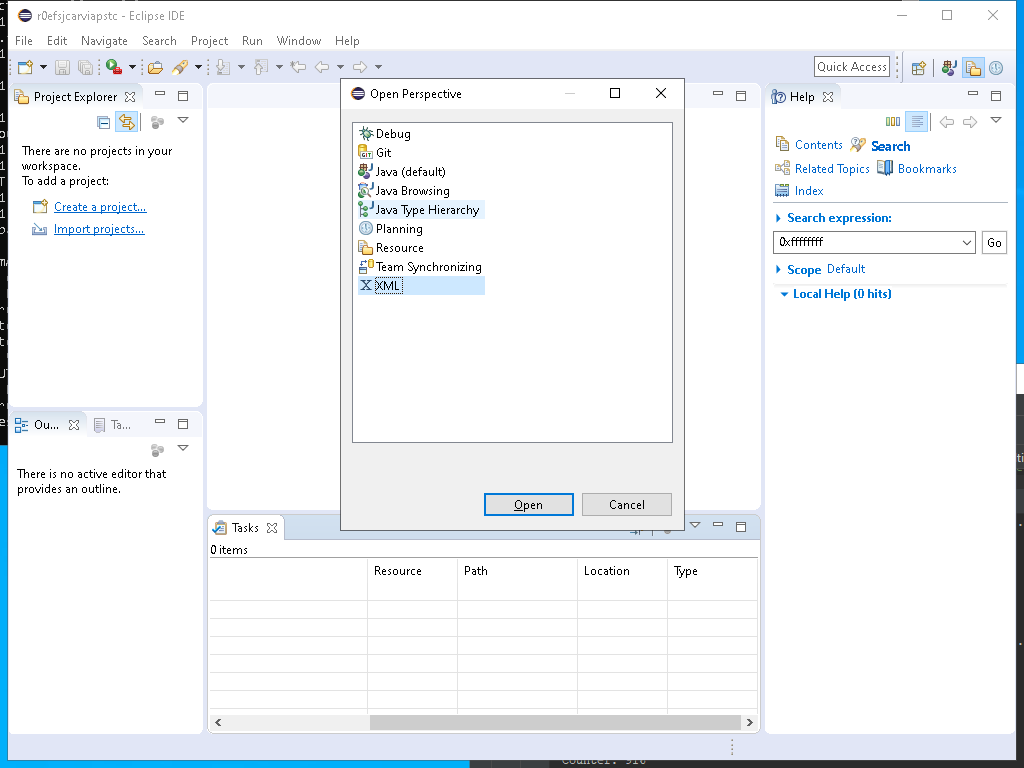 r0efsjcarviapstc - Eclipse IDE
File Edit Navigate Search Project Run Window Help
Quick Access
Project Explorer
There are no projects in your
workspace.
To add a project:
Create a project...
Import projects...
Ou...
Ta...
There is no active editor that
provides an outline.
Open Perspective
Debug
Git
Java (default)
Java Browsing
Java Type Hierarchy
Planning
Resource
Team Synchronizing
XML
Open
Cancel
Tasks
0 items
Resource Path Location Type
Help
Contents
Search
Related Topics
Bookmarks
Index
Search expression:
0xffffffff
Go
Scope Default
Local Help (0 hits)